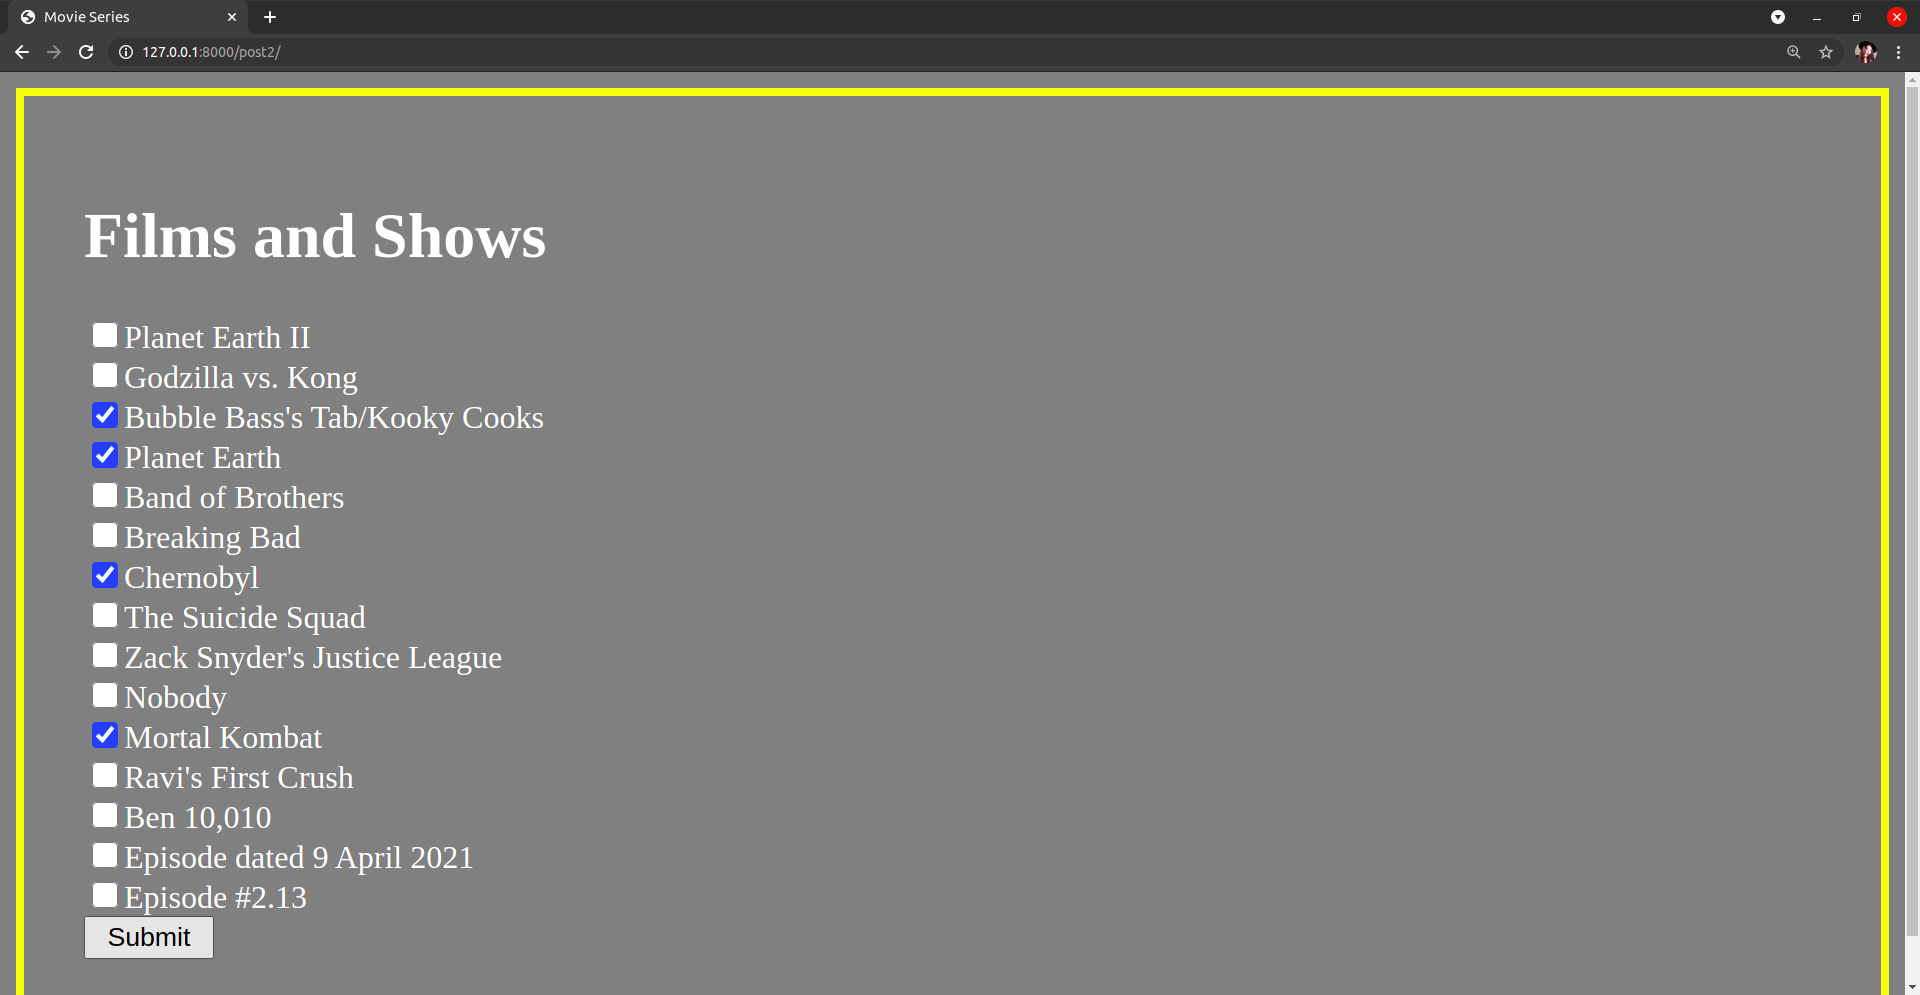 Movie Series
127.0.0.1:8000/post2/
Films and Shows
Planet Earth II
Godzilla vs. Kong
Bubble Bass's Tab/Kooky Cooks
Planet Earth
Band of Brothers
Breaking Bad
Chernobyl
The Suicide Squad
Zack Snyder's Justice League
Nobody
Mortal Kombat
Ravi's First Crush
Ben 10,010
Episode dated 9 April 2021
Episode #2.13
Submit